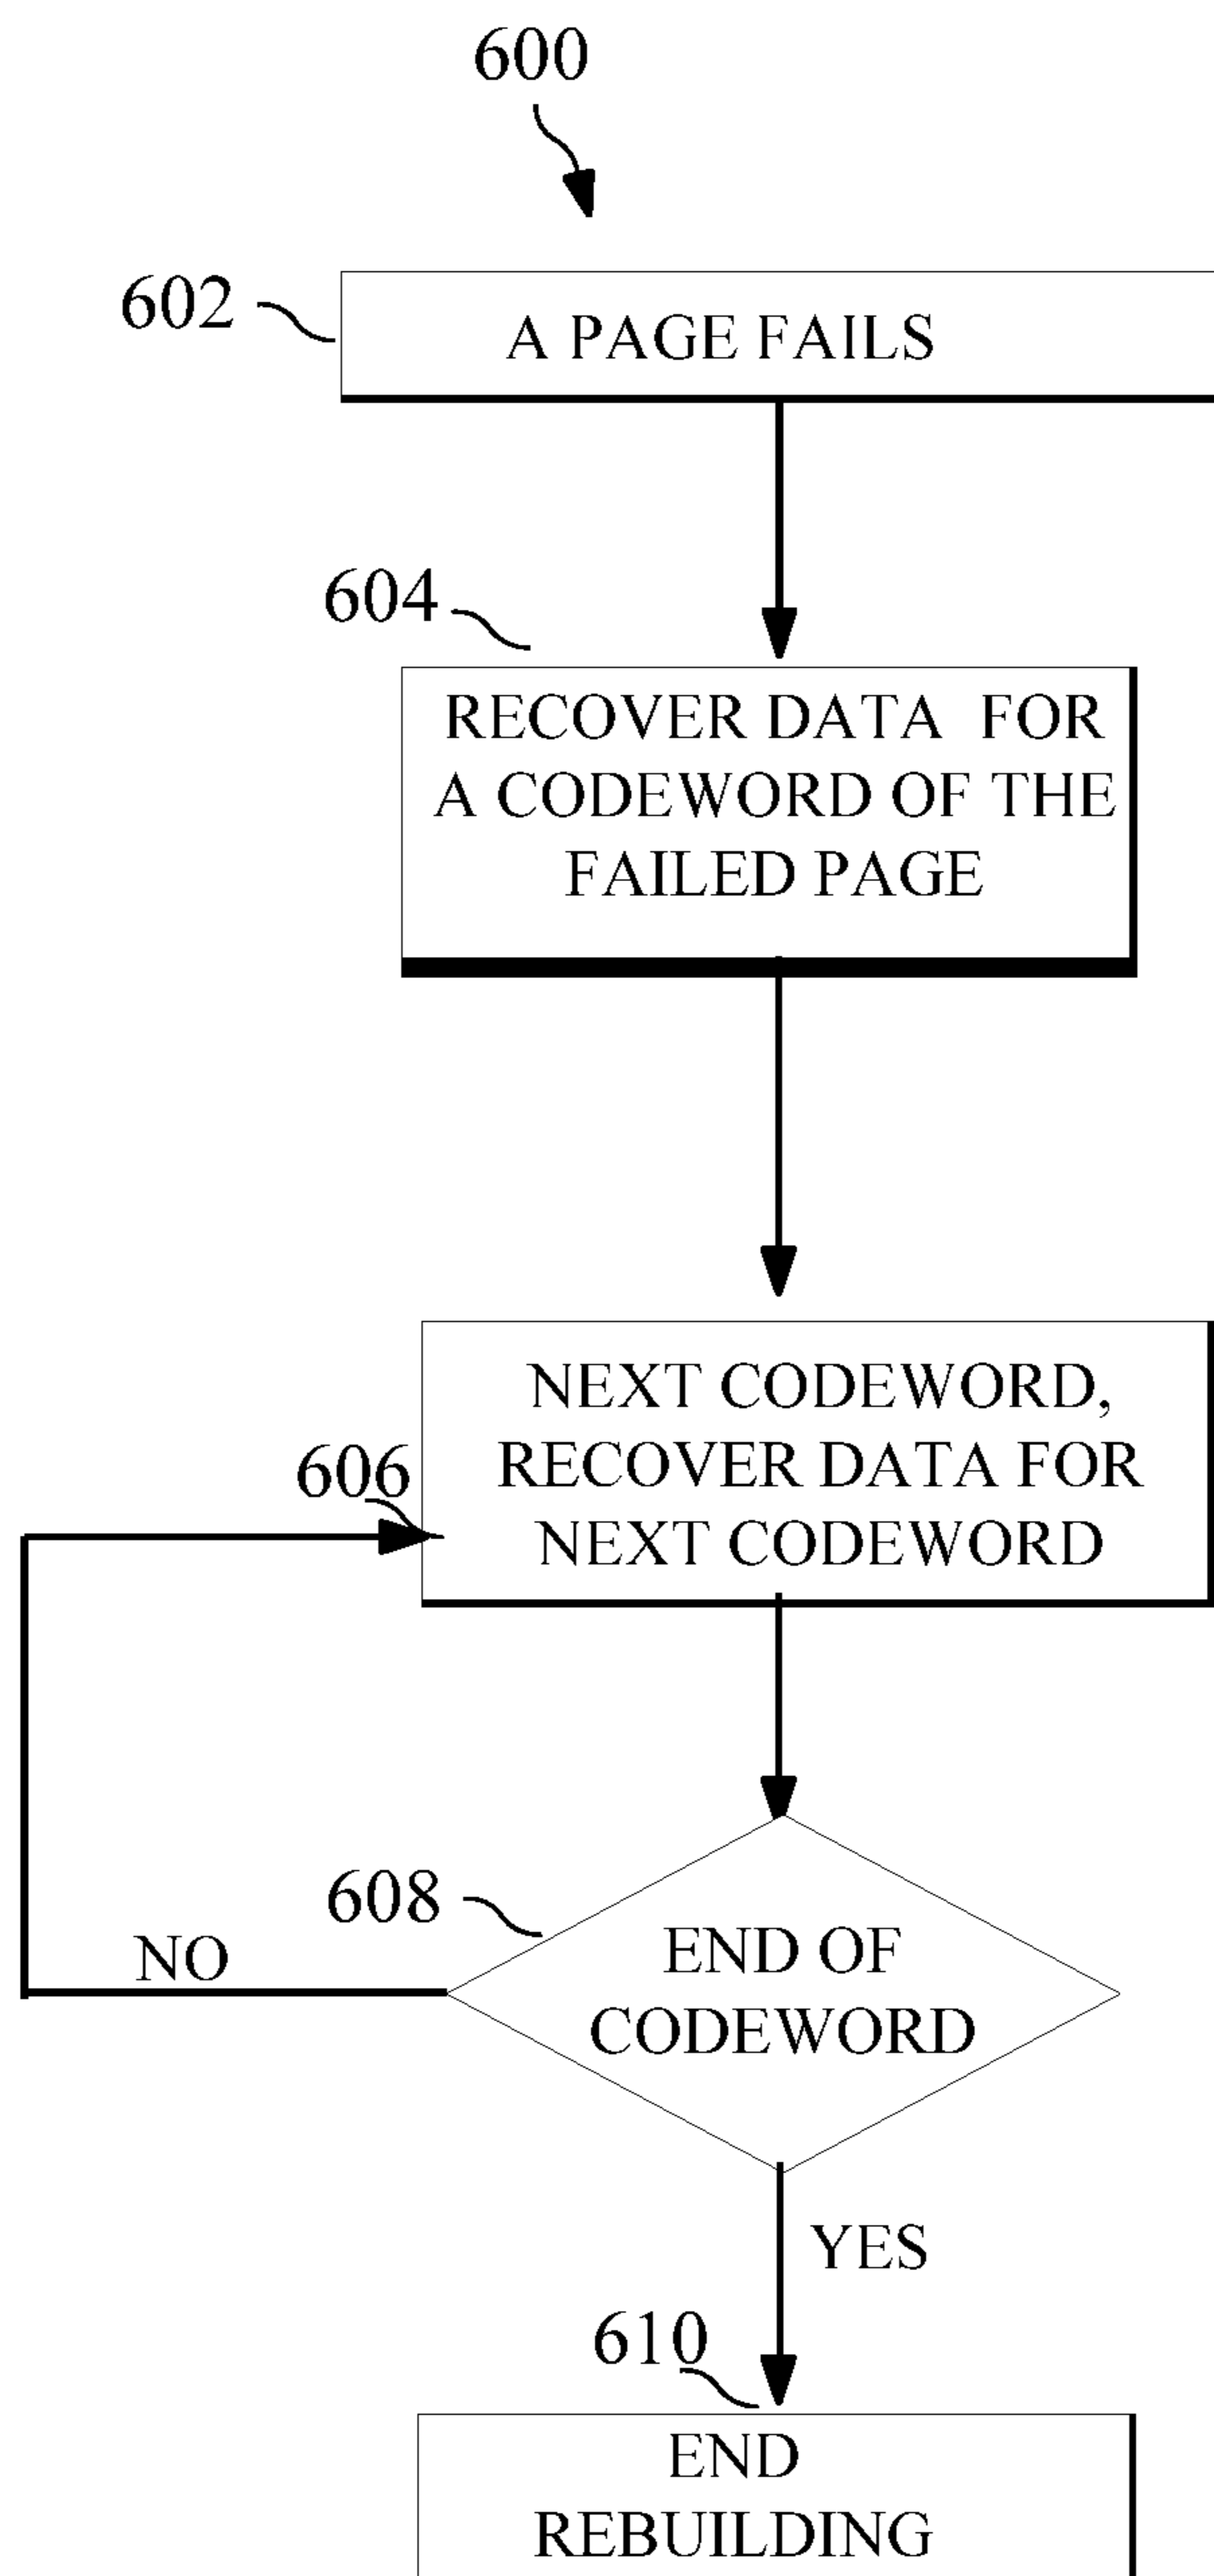 600
602
A PAGE FAILS
604
RECOVER DATA FOR
A CODEWORD OF THE
FAILED PAGE
NEXT CODEWORD,
606
RECOVER DATA FOR
NEXT CODEWORD
608
END OF
NO
CODEWORD
YES
610
END
REBUILDING